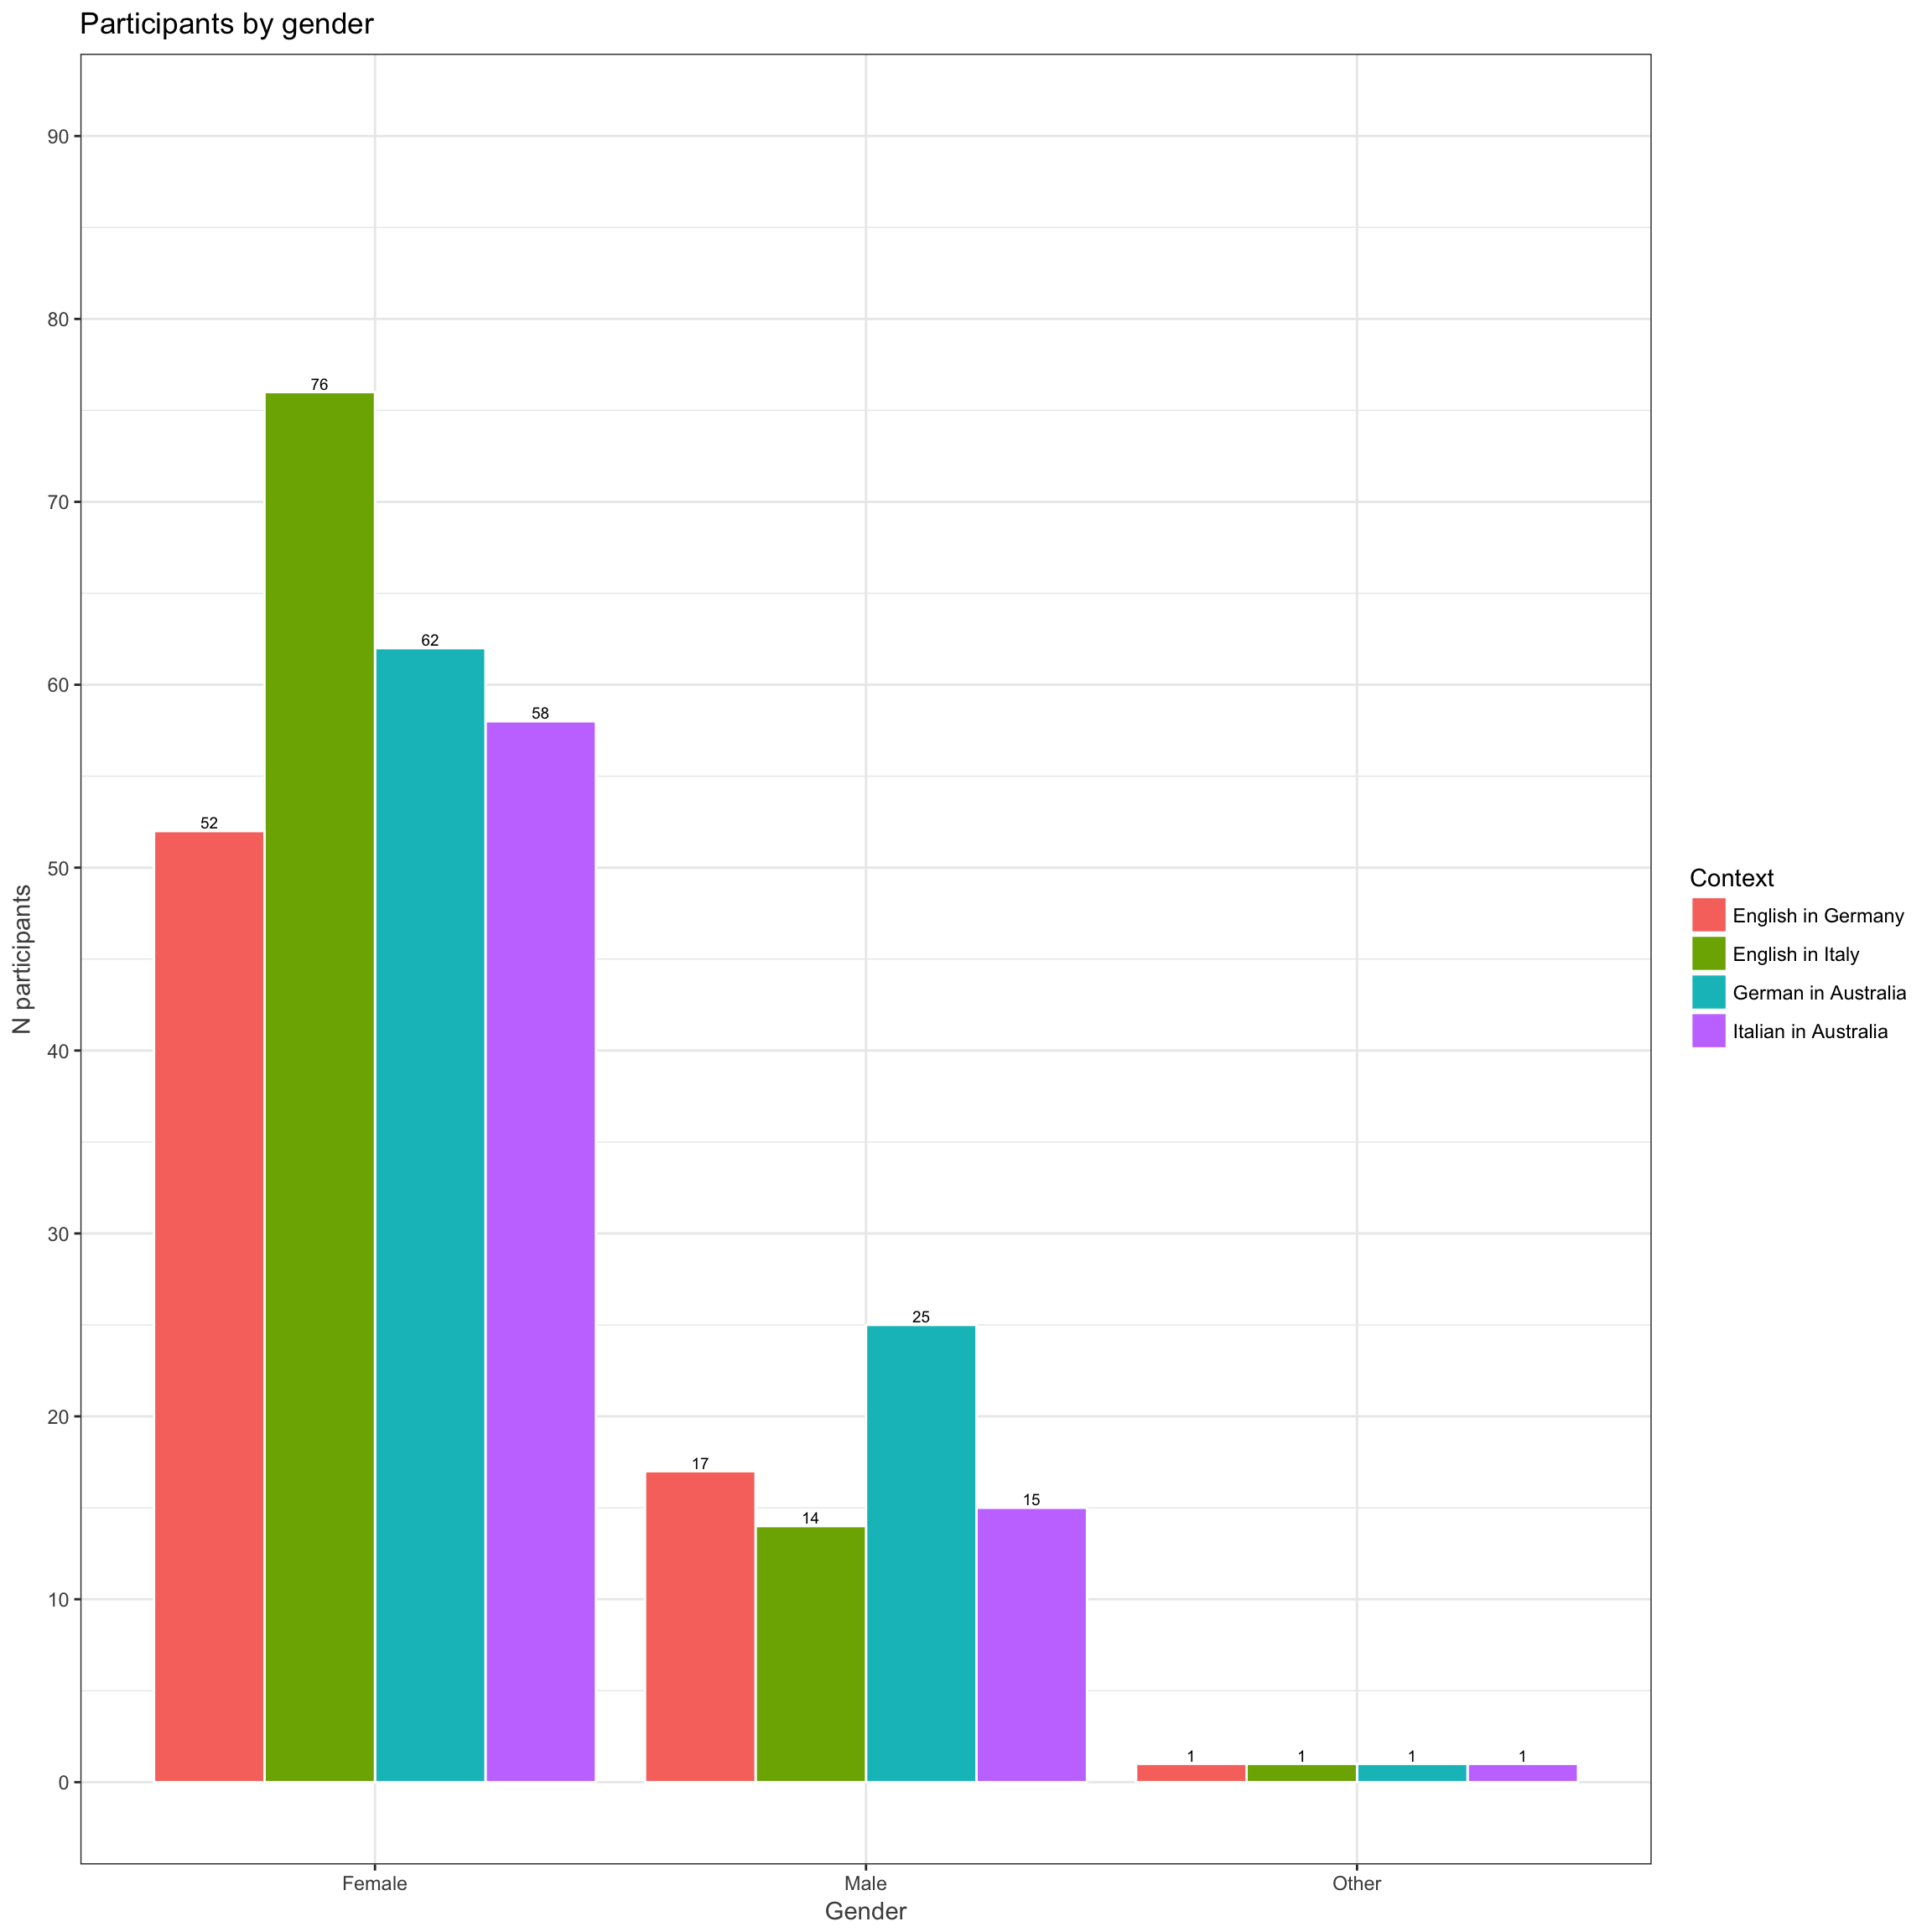 Participants by gender
90
80
70
60
50
40
30
20
10
0
N participants
52
76
62
58
17
14
25
15
1
1
1
1
Female
Male
Other
Gender
Context
English in Germany
English in Italy
German in Australia
Italian in Australia